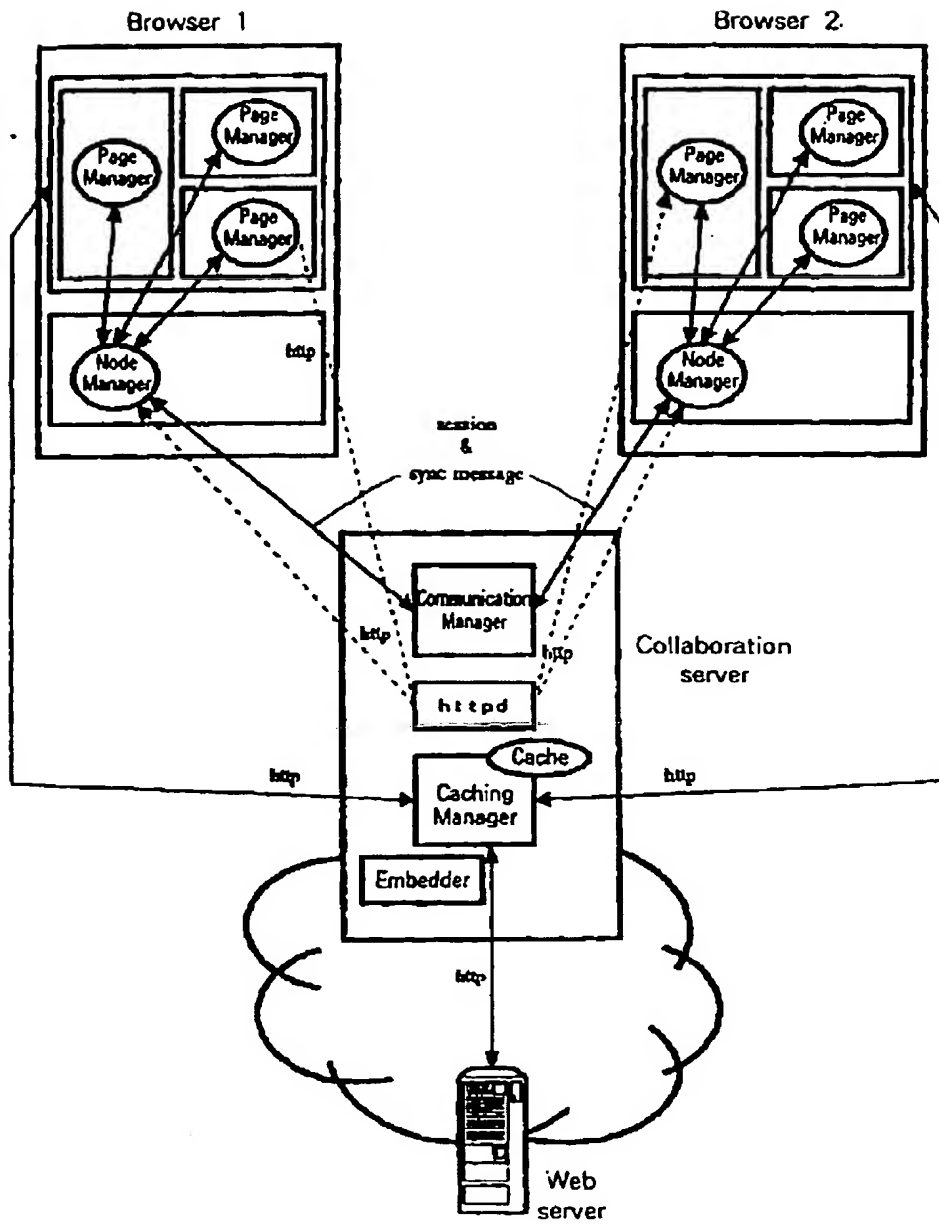 Browser 1
Browser 2
Page
Manager
Page
Manager
Page
Manager
Node
Manager
http
Page
Manager
Page
Manager
Page
Manager
Node
Manager
session
&
sync message
Communication
Manager
http
http
Collaboration
server
httpd
Cache
Caching
Manager
http
http
Embedder
http
Web
server